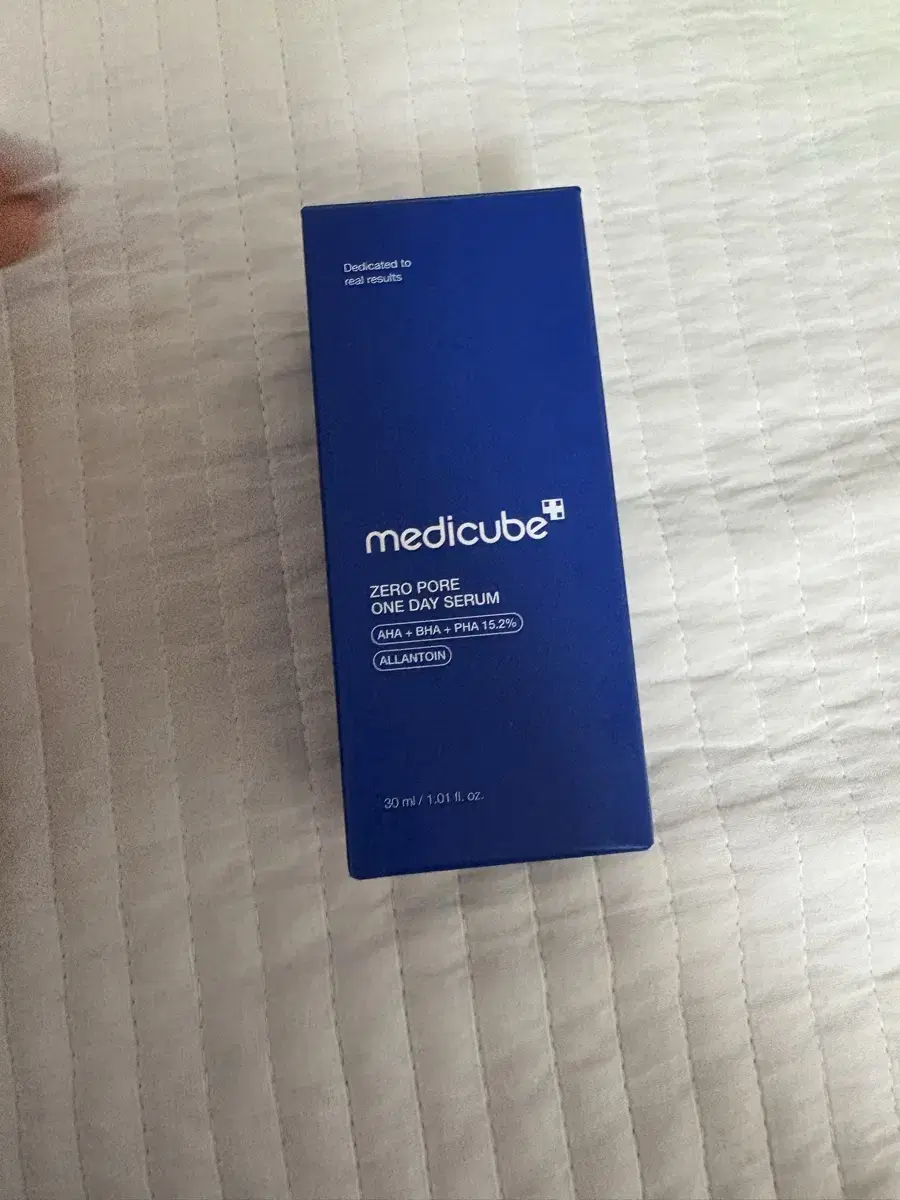 Dedicated to
real results
medicube
ZERO PORE
ONE DAY SERUM
AHA + BHA + PHA 15.2%
ALLANTOIN
30 ml / 1.01 fl. oz.